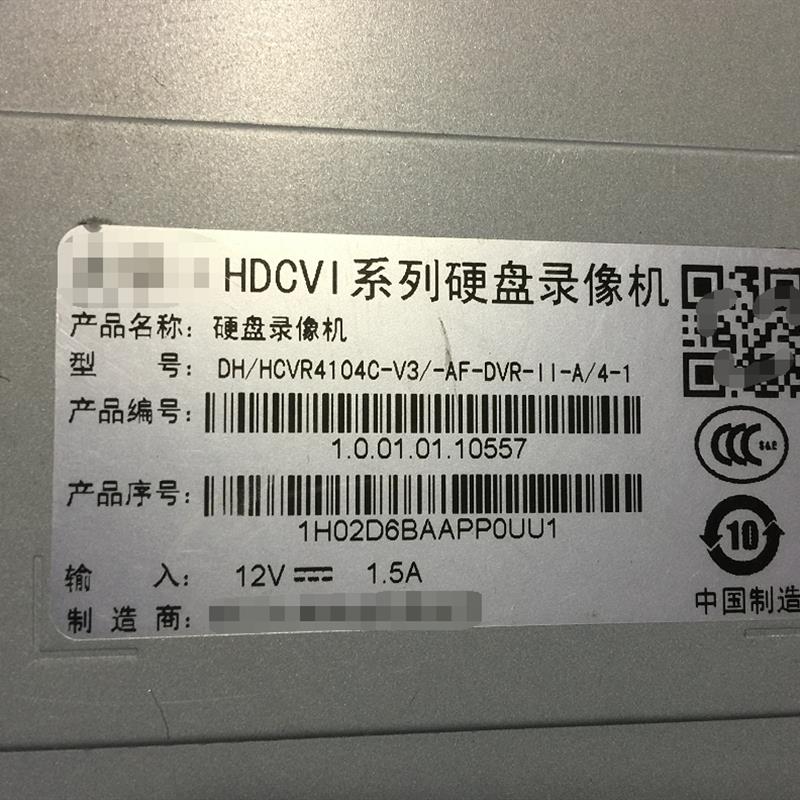 HDCVI系列硬盘录像机
产品名称: 硬盘录像机
型 号: DH/HCVR4104C-V3/-AF-DVR-II-A/4-1
产品编号:
1.0.01.01.10557
产品序号:
1H02D6BAAPP0UU1
输 入: 12V 1.5A
制 造 商:
CCC S&E
10
中国制造